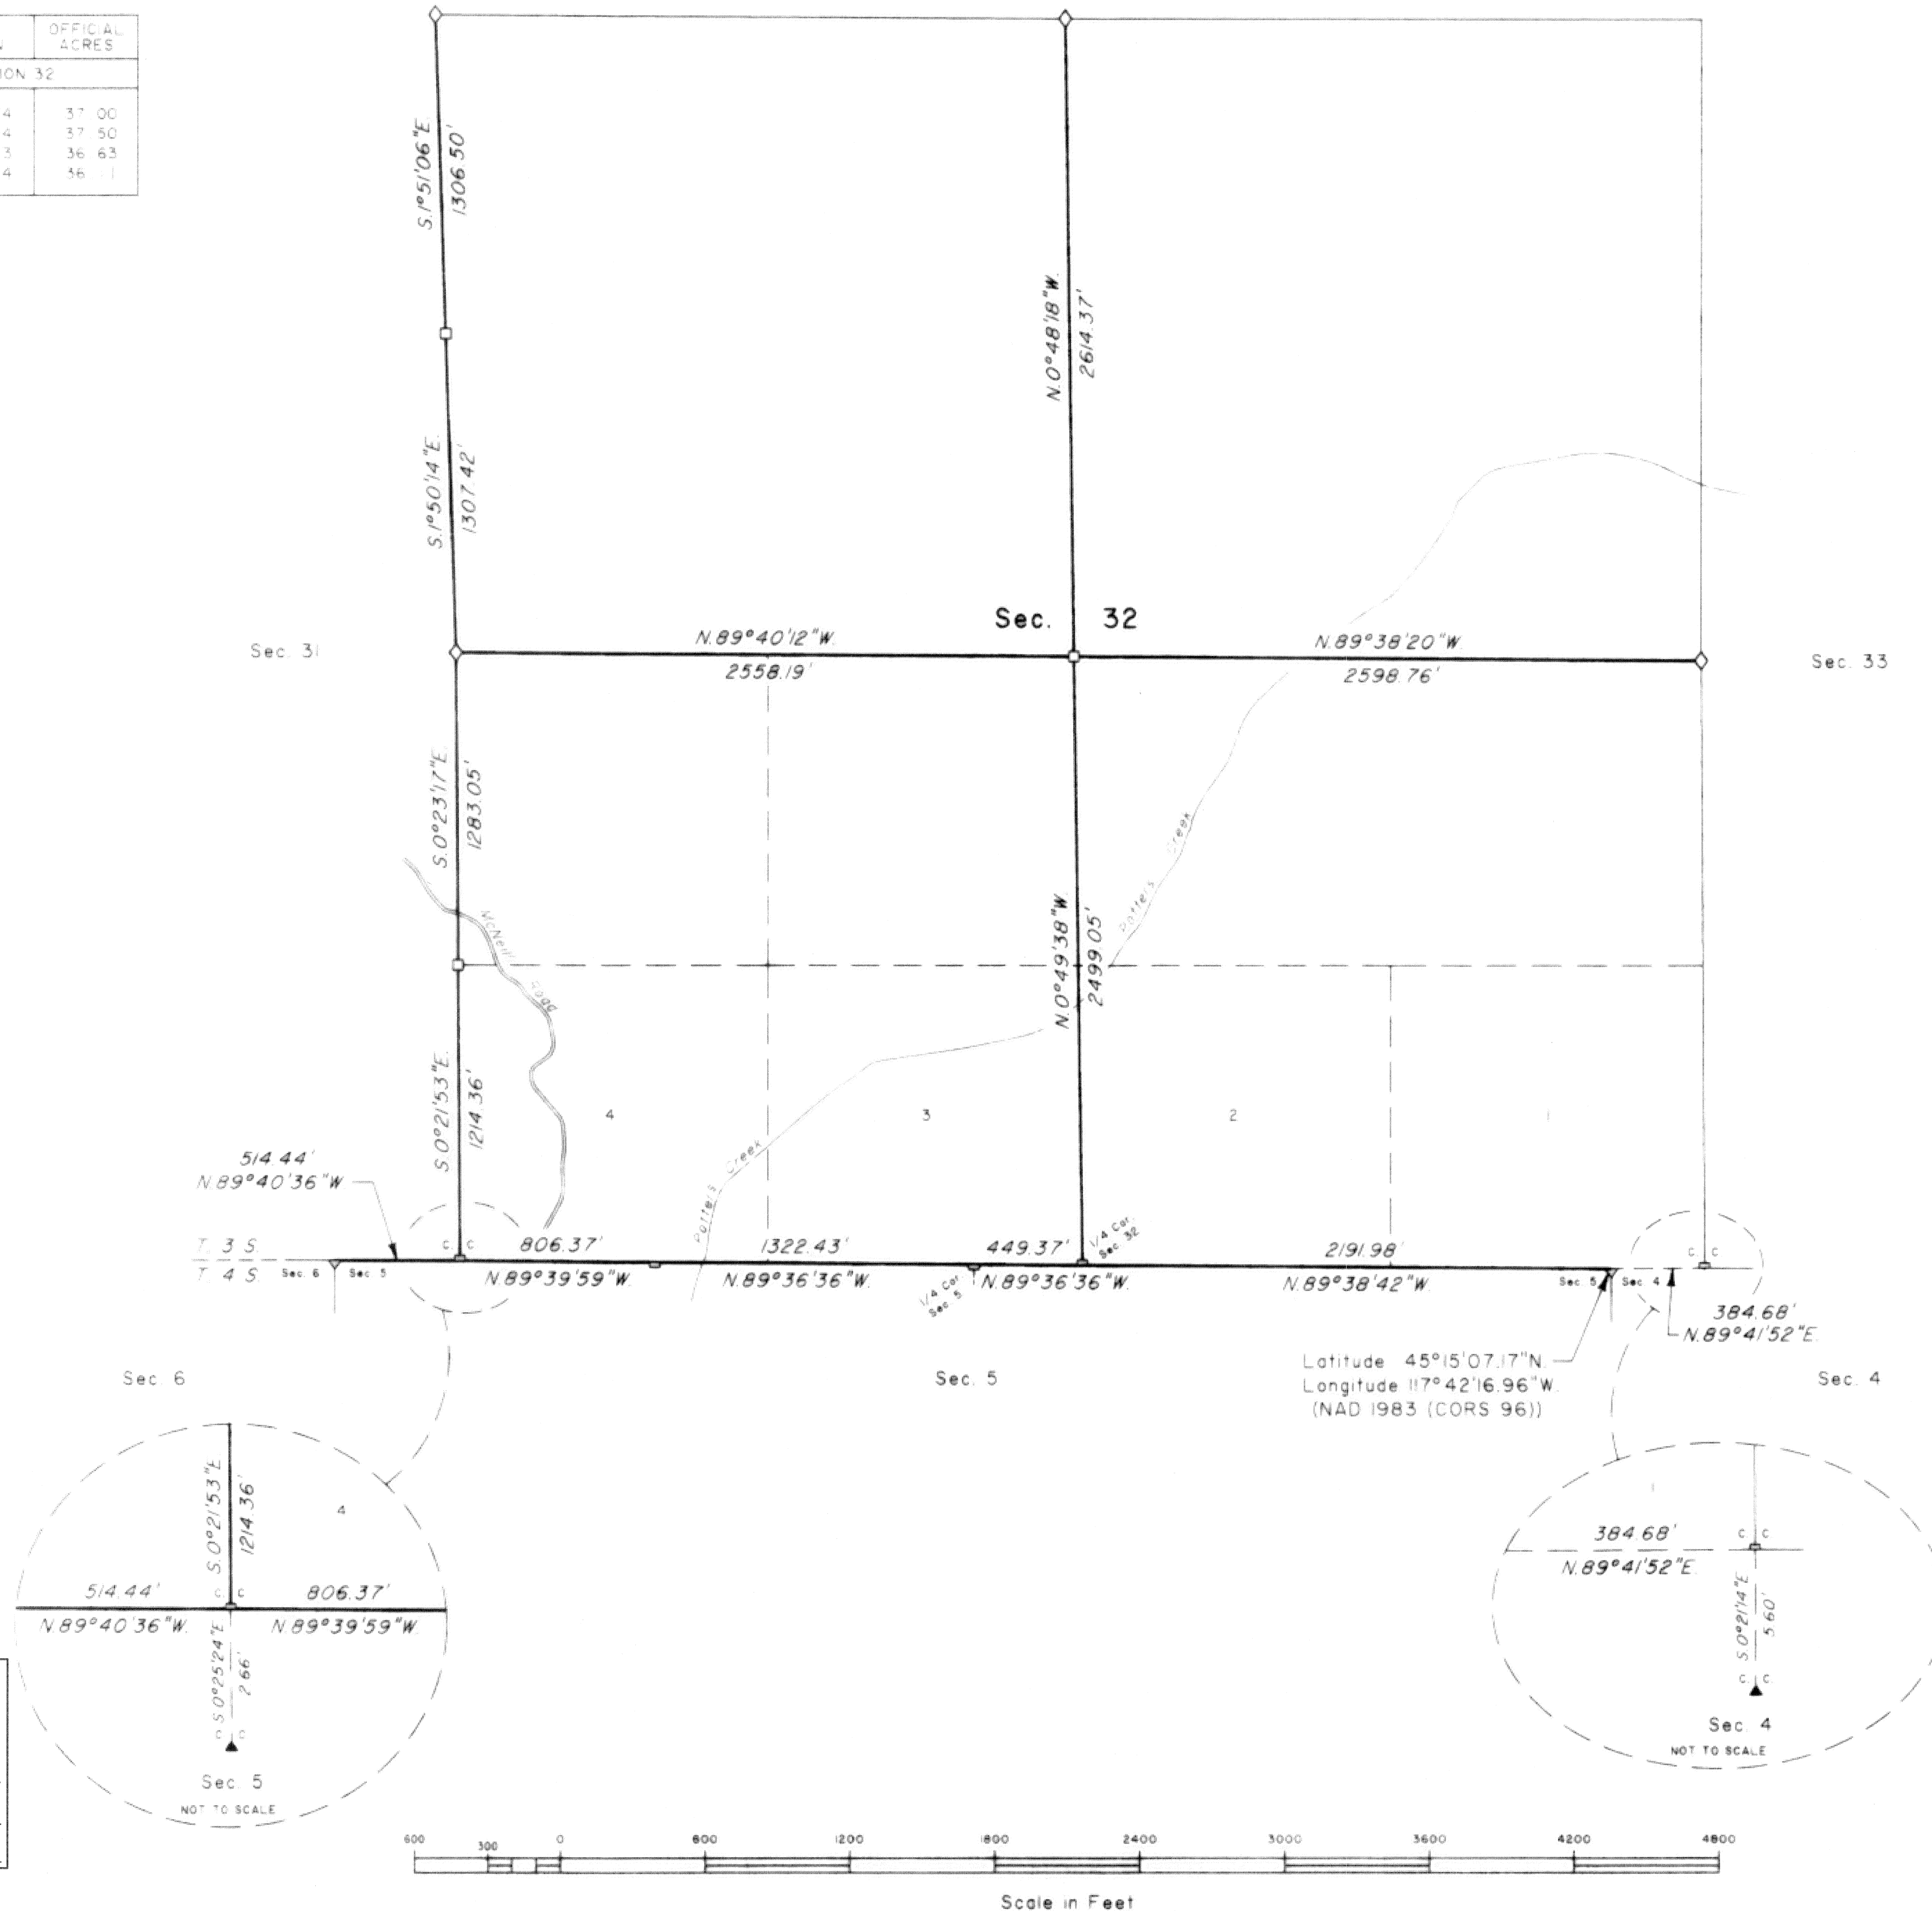 OFFICIAL
ACRES
ION 32
4 37 00
4 37 50
3 36 63
4
S.1°51'06"E.
1306.50'
N.0°48'18"W.
2614.37'
S.1°50'14"E.
1307.42'
Sec. 32
Sec. 31
N.89°40'12"W.
2558.19'
N.89°38'20"W.
2598.76'
Sec. 33
S.0°23'17"E.
1283.05'
McNeill
Road
Potters Creek
N.0°49'38"W.
2499.05'
S.0°21'53"E.
1214.36'
4
3
2
1
Potters Creek
514.44'
N.89°40'36"W
T. 3 S.
T. 4 S.
Sec. 6
Sec. 5
C C
806.37'
N.89°39'59"W.
1322.43'
N.89°36'36"W.
449.37'
N.89°36'36"W.
1/4 Cor.
Sec. 32
1/4 Cor.
Sec. 5
2191.98'
N.89°38'42"W.
Sec. 5
Sec. 4
C C
384.68'
N.89°41'52"E.
Latitude 45°15'07.17"N.
Longitude 117°42'16.96"W.
(NAD 1983 (CORS 96))
Sec. 6
Sec. 5
Sec. 4
S.0°21'53"E
1214.36'
4
514.44'
C C
806.37'
N.89°40'36"W.
N.89°39'59"W.
S.0°25'24"E
2.66'
C C
Sec. 5
NOT TO SCALE
1
384.68'
C C
N.89°41'52"E.
S.0°21'14"E
5.60'
C C
Sec. 4
NOT TO SCALE
600 300 0 600 1200 1800 2400 3000 3600 4200 4800
Scale in Feet